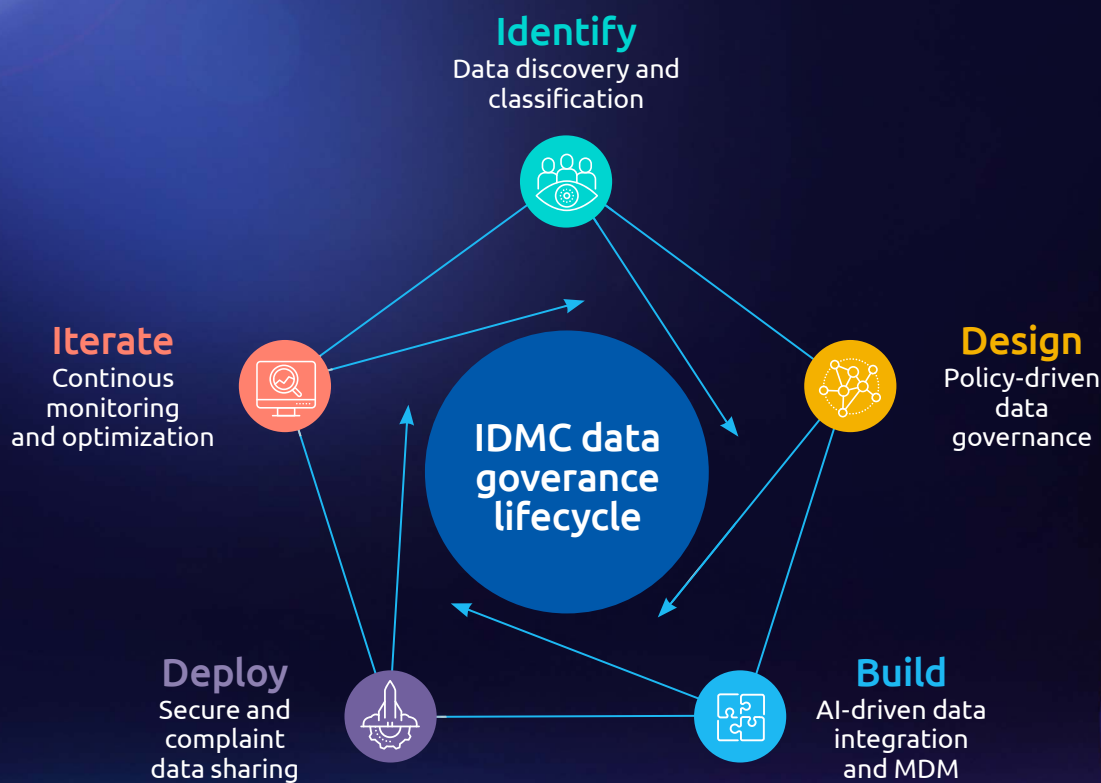 Identify
Data discovery and
classification
Iterate
Continous
monitoring
and optimization
Design
Policy-driven
data
governance
IDMC data
goverance
lifecycle
Deploy
Secure and
complaint
data sharing
Build
AI-driven data
integration
and MDM